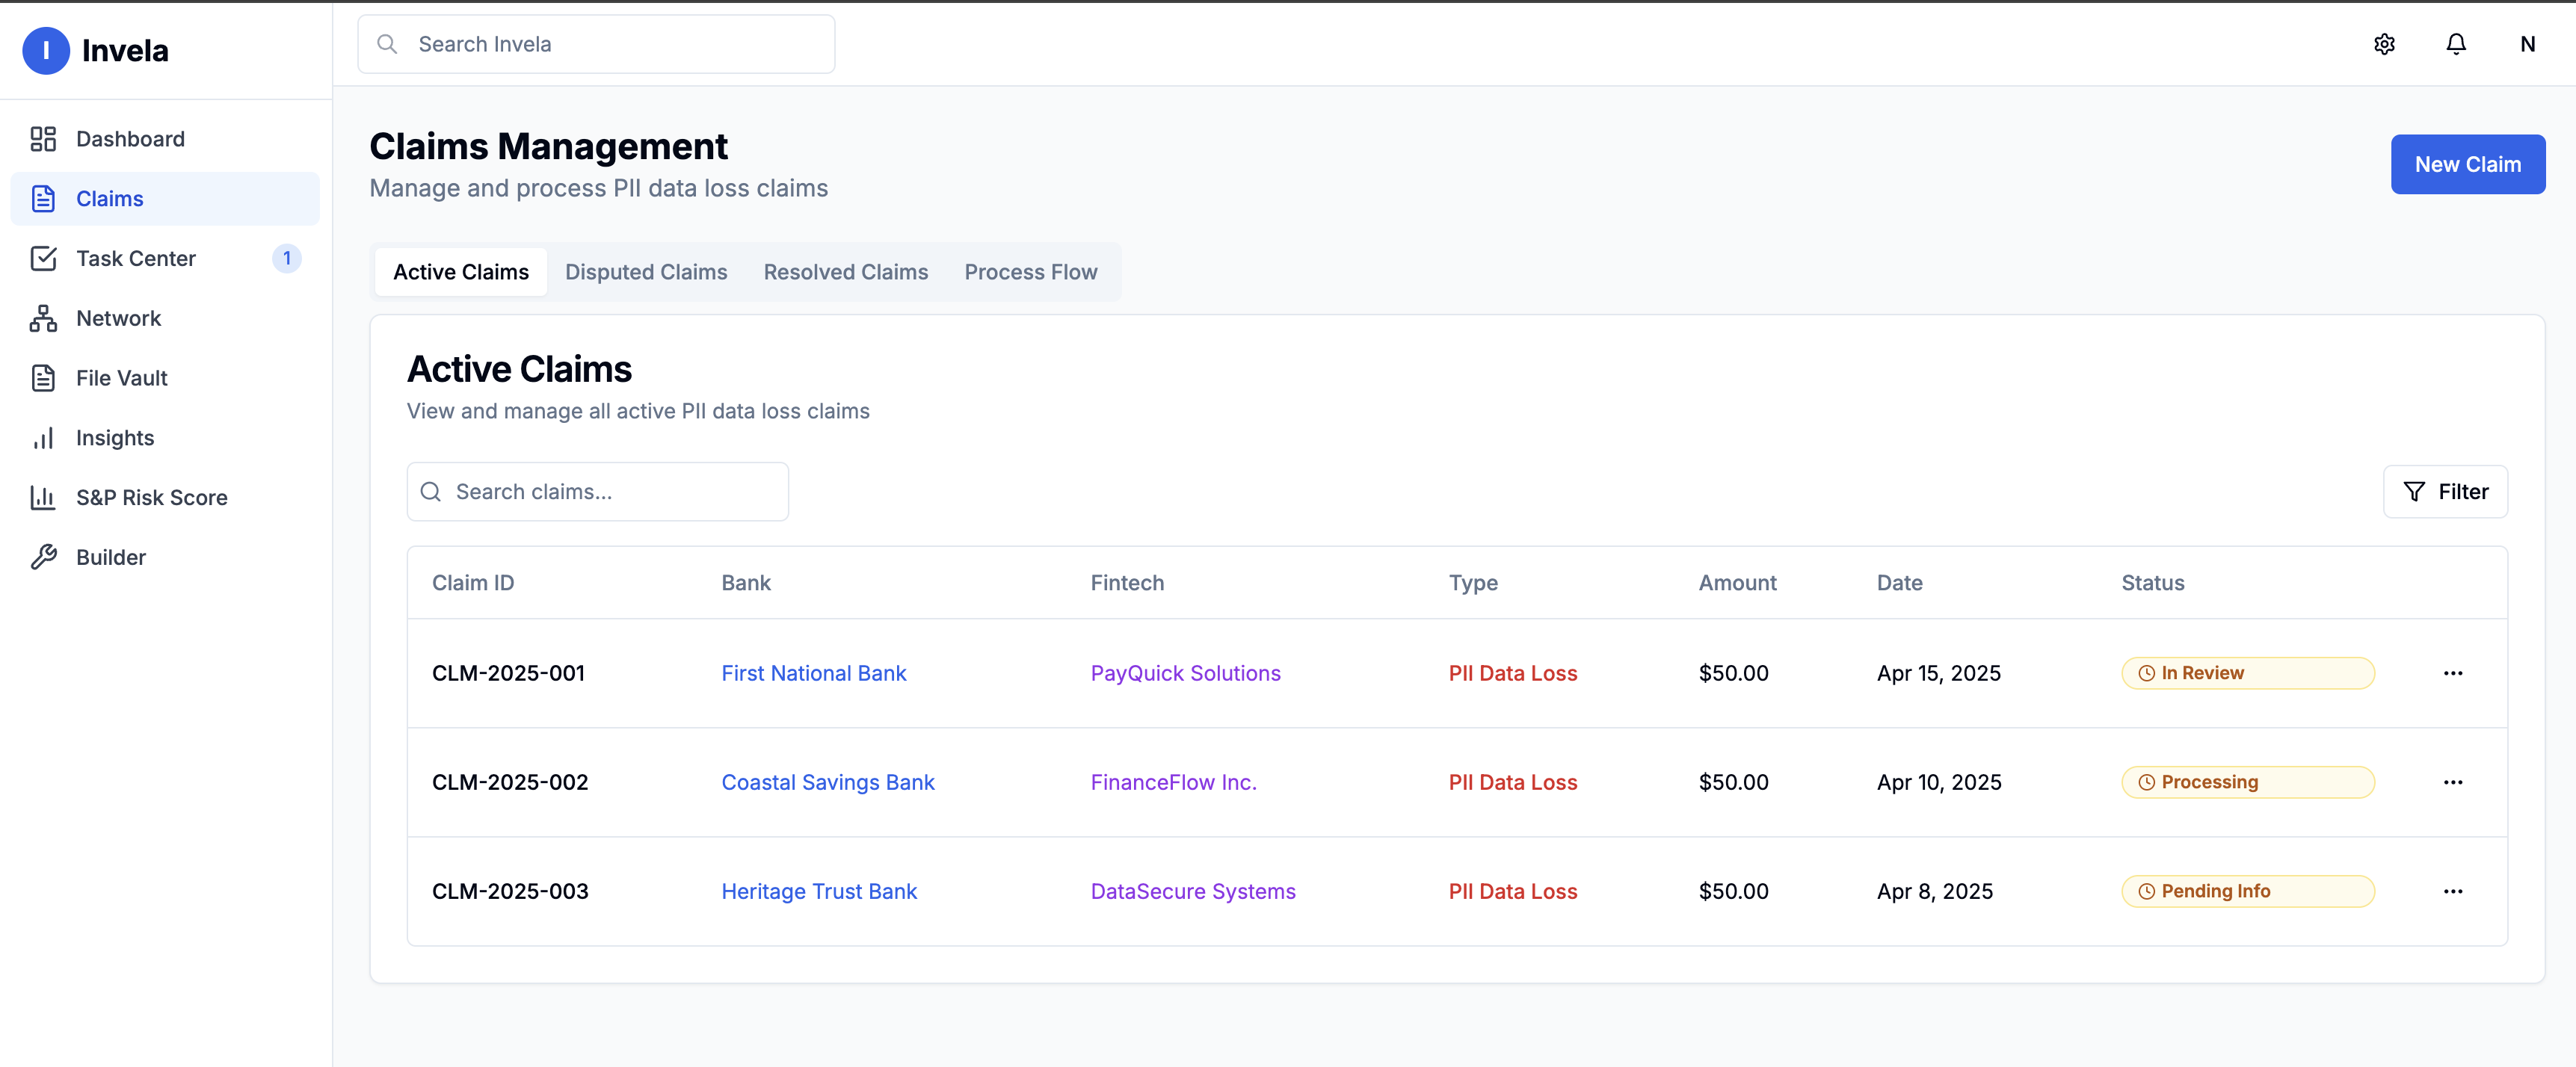 I Invela
Search Invela
N
Dashboard
Claims
Task Center 1
Network
File Vault
Insights
S&P Risk Score
Builder
Claims Management
Manage and process PII data loss claims
New Claim
Active Claims Disputed Claims Resolved Claims Process Flow
Active Claims
View and manage all active PII data loss claims
Search claims...
Filter
Claim ID Bank Fintech Type Amount Date Status
CLM-2025-001 First National Bank PayQuick Solutions PII Data Loss $50.00 Apr 15, 2025 In Review
CLM-2025-002 Coastal Savings Bank FinanceFlow Inc. PII Data Loss $50.00 Apr 10, 2025 Processing
CLM-2025-003 Heritage Trust Bank DataSecure Systems PII Data Loss $50.00 Apr 8, 2025 Pending Info